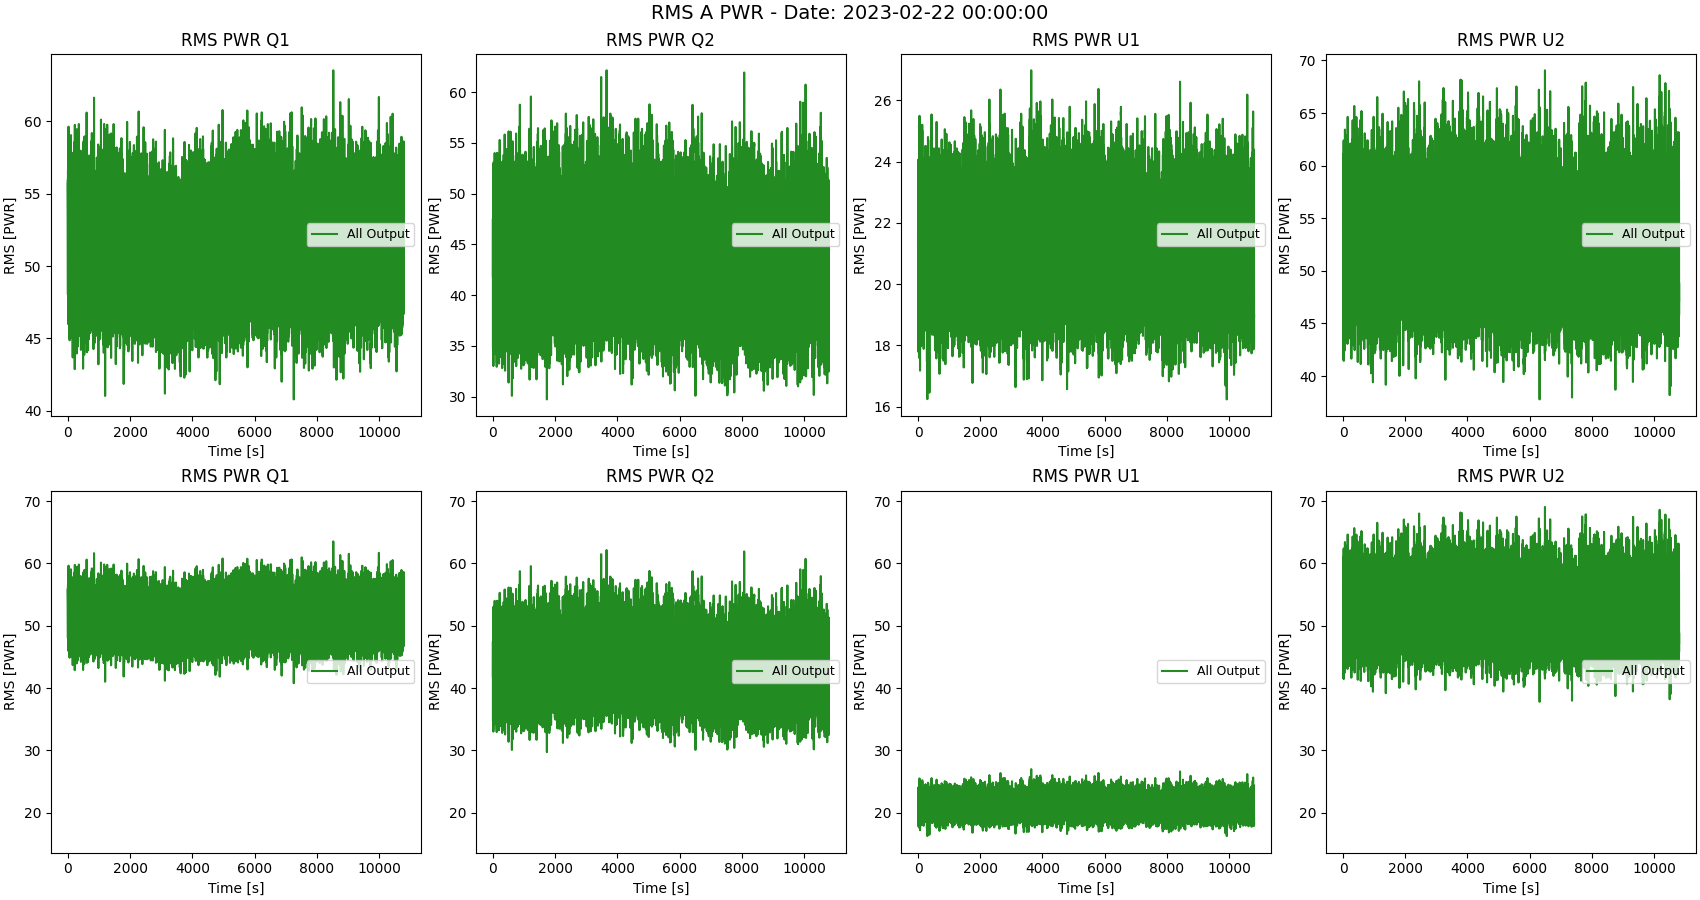 RMS A PWR - Date: 2023-02-22 00:00:00
RMS PWR Q1
RMS [PWR]
60
55
50
45
40
All Output
0 2000 4000 6000 8000 10000
Time [s]
RMS PWR Q2
RMS [PWR]
60
55
50
45
40
35
30
All Output
0 2000 4000 6000 8000 10000
Time [s]
RMS PWR U1
RMS [PWR]
26
24
22
20
18
16
All Output
0 2000 4000 6000 8000 10000
Time [s]
RMS PWR U2
RMS [PWR]
70
65
60
55
50
45
40
All Output
0 2000 4000 6000 8000 10000
Time [s]
RMS PWR Q1
RMS [PWR]
70
60
50
40
30
20
All Output
0 2000 4000 6000 8000 10000
Time [s]
RMS PWR Q2
RMS [PWR]
70
60
50
40
30
20
All Output
0 2000 4000 6000 8000 10000
Time [s]
RMS PWR U1
RMS [PWR]
70
60
50
40
30
20
All Output
0 2000 4000 6000 8000 10000
Time [s]
RMS PWR U2
RMS [PWR]
70
60
50
40
30
20
All Output
0 2000 4000 6000 8000 10000
Time [s]